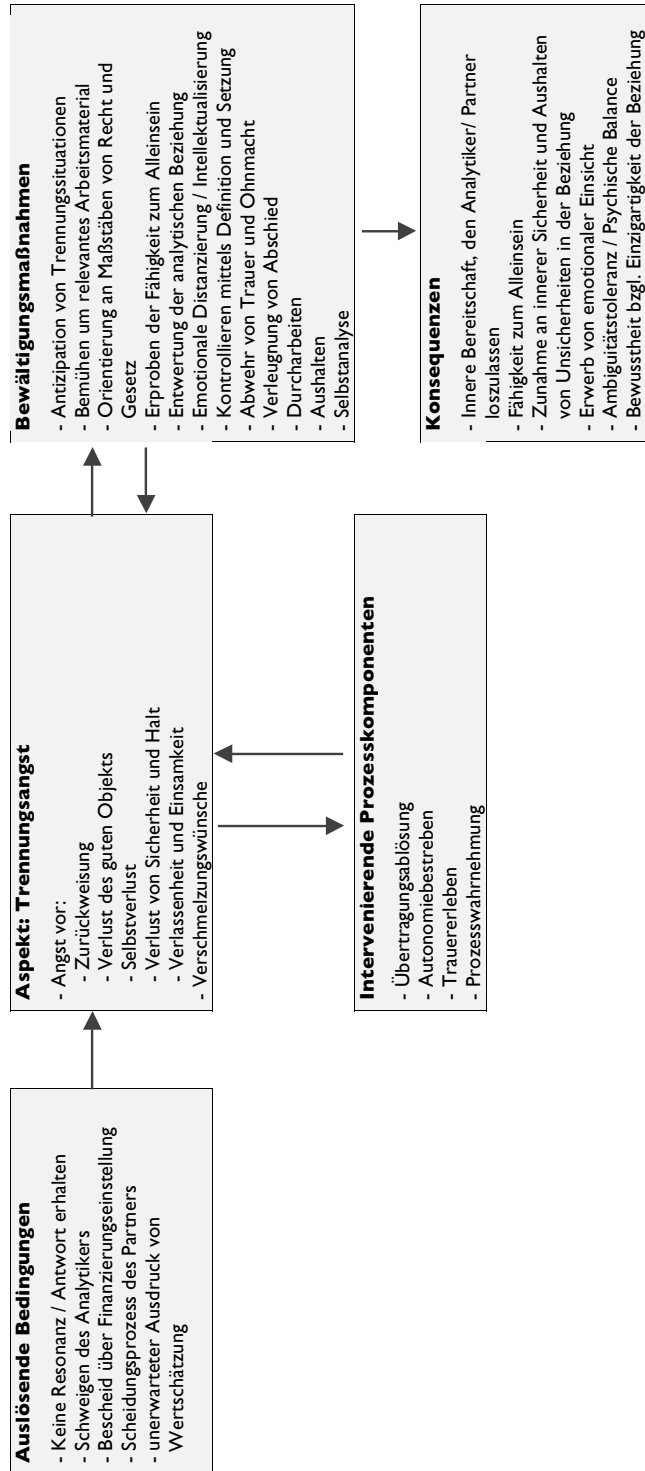 Auslösende Bedingungen
- Keine Resonanz / Antwort erhalten
- Schweigen des Analytikers
- Bescheid über Finanzierungseinstellung
- Scheidungsprozess des Partners
- unerwarteter Ausdruck von
Wertschätzung
Aspekt: Trennungsangst
- Angst vor:
- Zurückweisung
- Verlust des guten Objekts
- Selbstverlust
- Verlust von Sicherheit und Halt
- Verlassenheit und Einsamkeit
- Verschmelzungswünsche
Intervenierende Prozesskomponenten
- Übertragungsablösung
- Autonomiebestreben
- Trauererleben
- Prozesswahrnehmung
Bewältigungsmaßnahmen
- Antizipation von Trennungssituationen
- Bemühen um relevantes Arbeitsmaterial
- Orientierung an Maßstäben von Recht und
Gesetz
- Erproben der Fähigkeit zum Alleinsein
- Entwertung der analytischen Beziehung
- Emotionale Distanzierung / Intellektualisierung
- Kontrollieren mittels Definition und Setzung
- Abwehr von Trauer und Ohnmacht
- Verleugnung von Abschied
- Durcharbeiten
- Aushalten
- Selbstanalyse
Konsequenzen
- Innere Bereitschaft, den Analytiker/ Partner
loszulassen
- Fähigkeit zum Alleinsein
- Zunahme an innerer Sicherheit und Aushalten
von Unsicherheiten in der Beziehung
- Erwerb von emotionaler Einsicht
- Ambiguitätstoleranz / Psychische Balance
- Bewusstheit bzgl. Einzigartigkeit der Beziehung